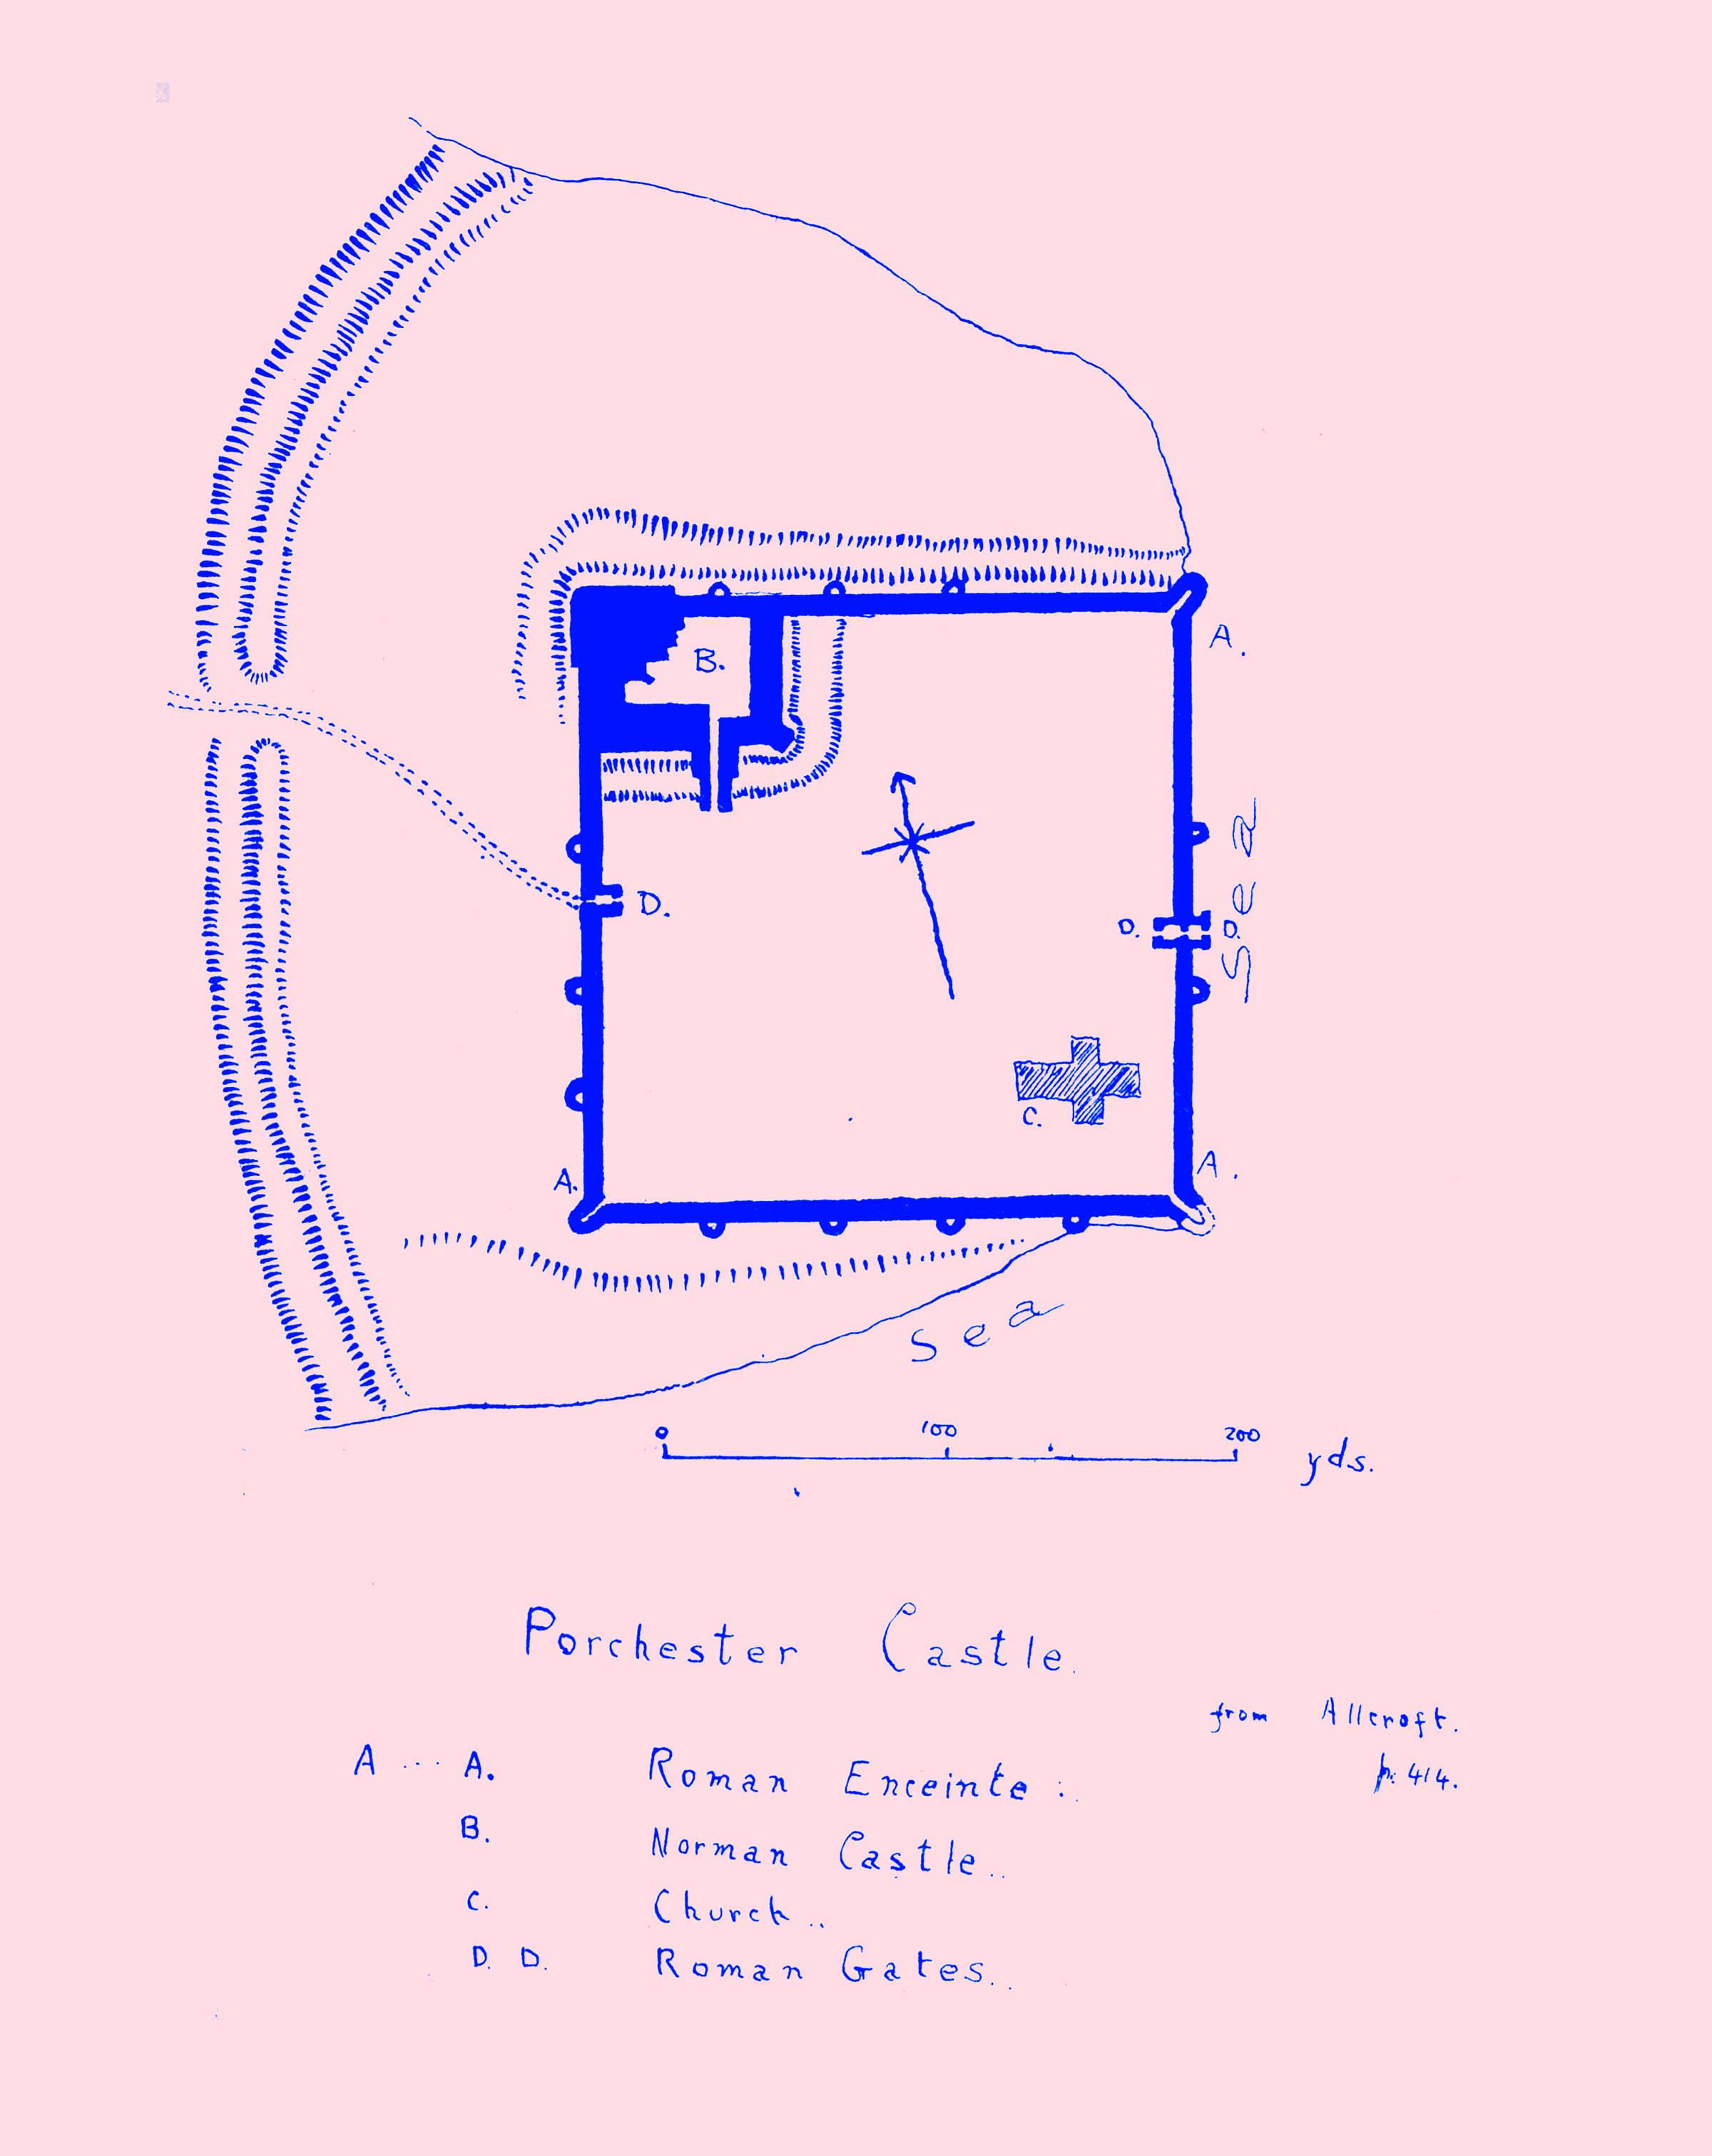 B.
A.
D.
Sea
D.
D.
C.
A.
A.
Sea
0 100 200 yds.
Porchester Castle.
from Allcroft.
p. 414.
A ... A. Roman Enceinte :.
B. Norman Castle..
C. Church..
D. D. Roman Gates..